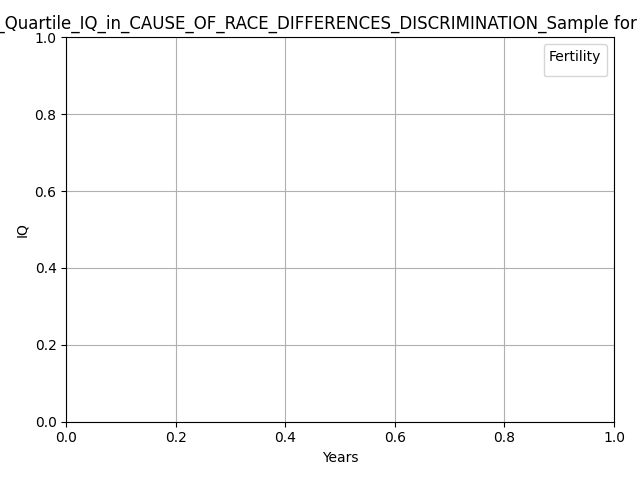 _Quartile_IQ_in_CAUSE_OF_RACE_DIFFERENCES_DISCRIMINATION_Sample for
Fertility
1.0
0.8
0.6
0.4
0.2
0.0
IQ
0.0 0.2 0.4 0.6 0.8 1.0
Years